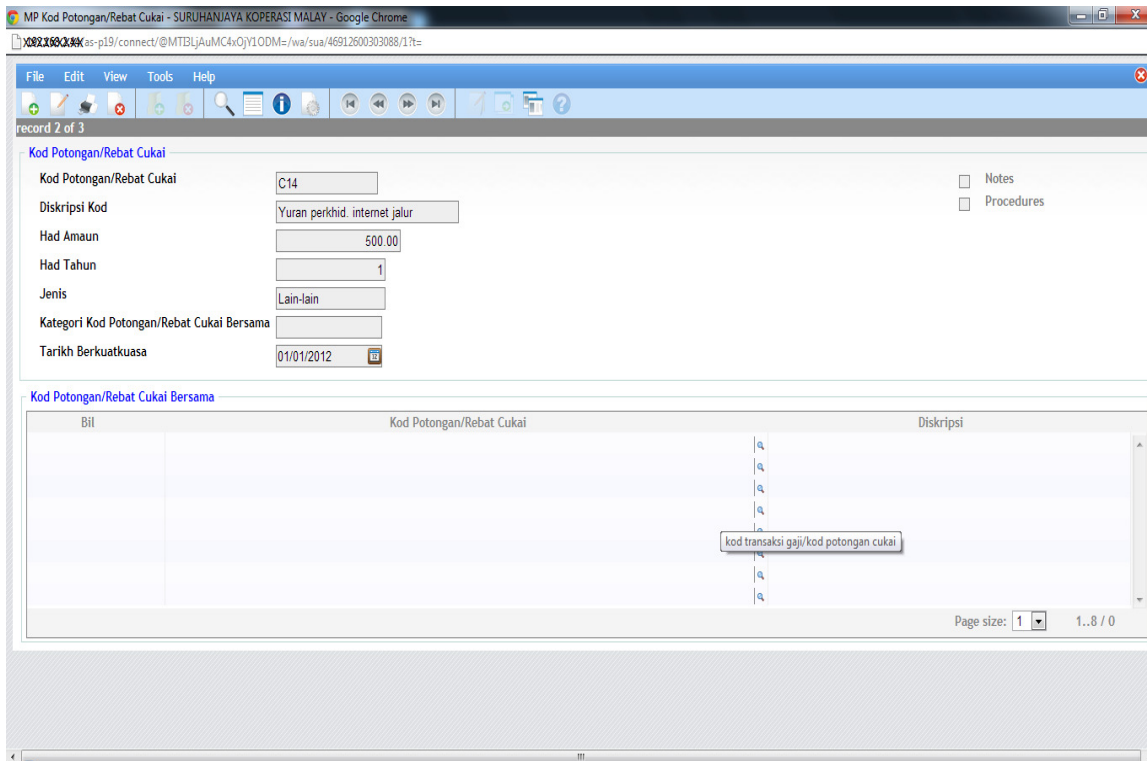 MP Kod Potongan/Rebat Cukai - SURUHANJAYA KOPERASI MALAY - Google Chrome
as-p19/connect/@MTI3LjAuMC4xOjY1ODM=/wa/sua/46912600303088/1?t=
File Edit View Tools Help
record 2 of 3
Kod Potongan/Rebat Cukai
Kod Potongan/Rebat Cukai C14 Notes
Diskripsi Kod Yuran perkhid. internet jalur Procedures
Had Amaun 500.00
Had Tahun 1
Jenis Lain-lain
Kategori Kod Potongan/Rebat Cukai Bersama
Tarikh Berkuatkuasa 01/01/2012
Kod Potongan/Rebat Cukai Bersama
Bil Kod Potongan/Rebat Cukai Diskripsi
kod transaksi gaji/kod potongan cukai
Page size: 1 1..8 / 0